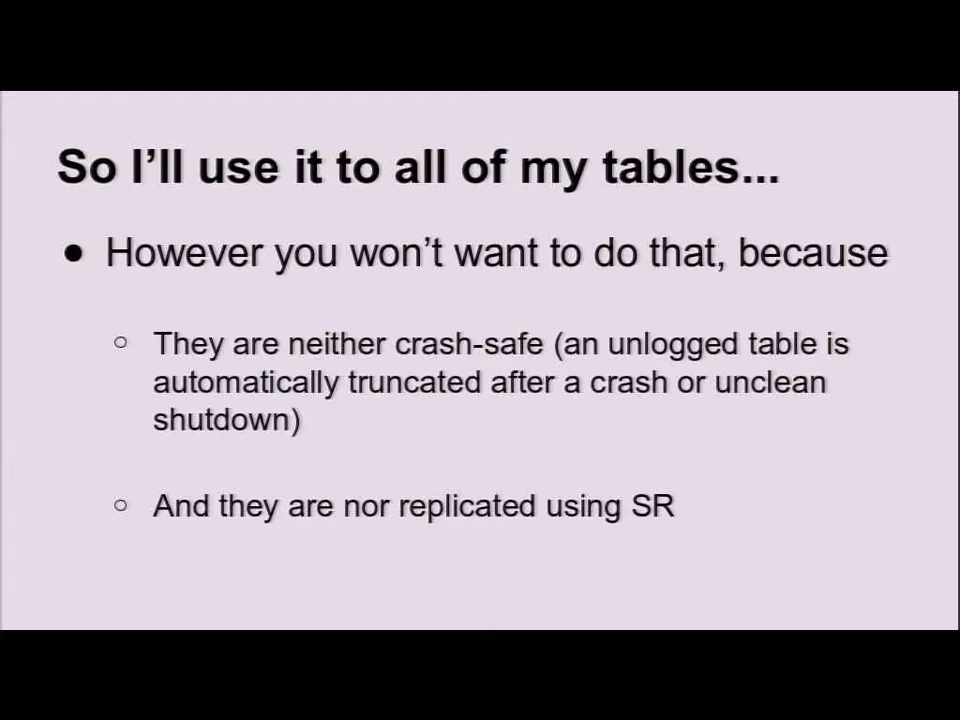 So I’ll use it to all of my tables...
● However you won’t want to do that, because
○ They are neither crash-safe (an unlogged table is
automatically truncated after a crash or unclean
shutdown)
○ And they are nor replicated using SR